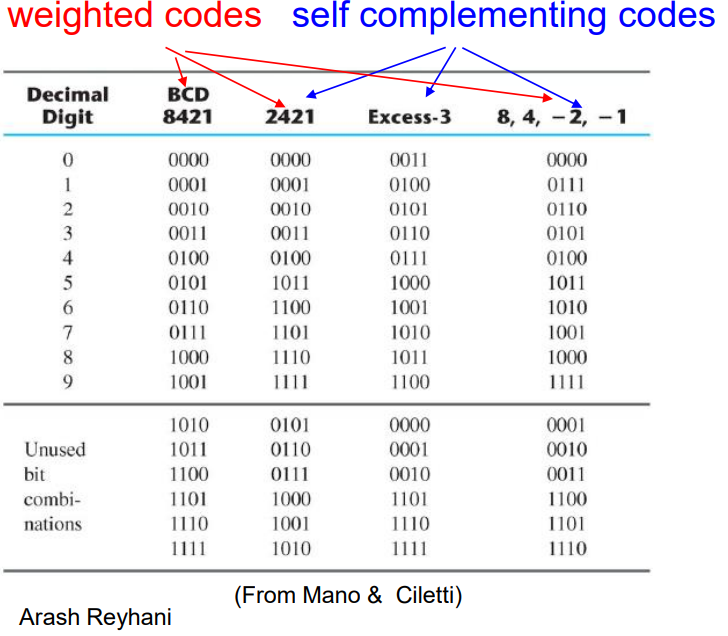 weighted codes self complementing codes
Decimal Digit BCD 8421 2421 Excess-3 8, 4, −2, −1
0 0000 0000 0011 0000
1 0001 0001 0100 0111
2 0010 0010 0101 0110
3 0011 0011 0110 0101
4 0100 0100 0111 0100
5 0101 1011 1000 1011
6 0110 1100 1001 1010
7 0111 1101 1010 1001
8 1000 1110 1011 1000
9 1001 1111 1100 1111
1010 0101 0000 0001
Unused 1011 0110 0001 0010
bit 1100 0111 0010 0011
combi- 1101 1000 1101 1100
nations 1110 1001 1110 1101
1111 1010 1111 1110
(From Mano & Ciletti)
Arash Reyhani